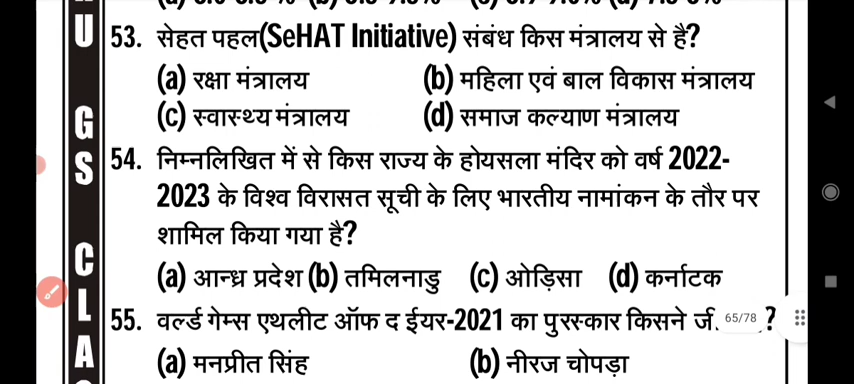 U
G
S
C
L
A
53. सेहत पहल(SeHAT Initiative) संबंध किस मंत्रालय से है?
(a) रक्षा मंत्रालय (b) महिला एवं बाल विकास मंत्रालय
(c) स्वास्थ्य मंत्रालय (d) समाज कल्याण मंत्रालय
54. निम्नलिखित में से किस राज्य के होयसला मंदिर को वर्ष 2022-
2023 के विश्व विरासत सूची के लिए भारतीय नामांकन के तौर पर
शामिल किया गया है?
(a) आन्ध्र प्रदेश (b) तमिलनाडु (c) ओड़िसा (d) कर्नाटक
55. वर्ल्ड गेम्स एथलीट ऑफ द ईयर-2021 का पुरस्कार किसने ?
65/78
(a) मनप्रीत सिंह (b) नीरज चोपड़ा